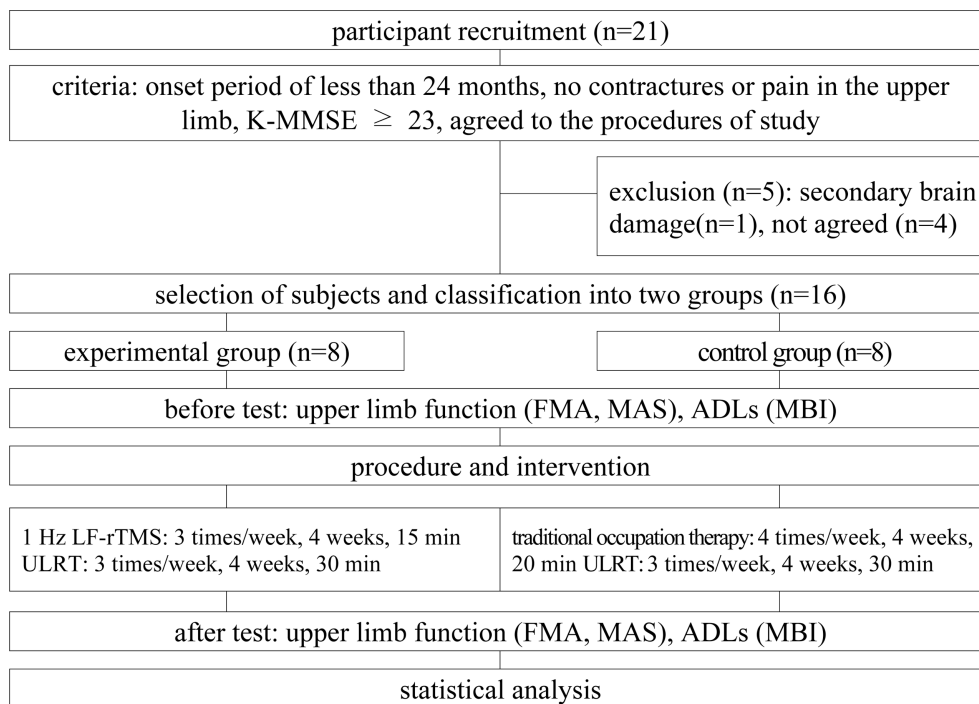 participant recruitment (n=21)
criteria: onset period of less than 24 months, no contractures or pain in the upper
limb, K-MMSE ≥ 23, agreed to the procedures of study
exclusion (n=5): secondary brain
damage(n=1), not agreed (n=4)
selection of subjects and classification into two groups (n=16)
experimental group (n=8)
control group (n=8)
before test: upper limb function (FMA, MAS), ADLs (MBI)
procedure and intervention
1 Hz LF-rTMS: 3 times/week, 4 weeks, 15 min
ULRT: 3 times/week, 4 weeks, 30 min
traditional occupation therapy: 4 times/week, 4 weeks,
20 min ULRT: 3 times/week, 4 weeks, 30 min
after test: upper limb function (FMA, MAS), ADLs (MBI)
statistical analysis